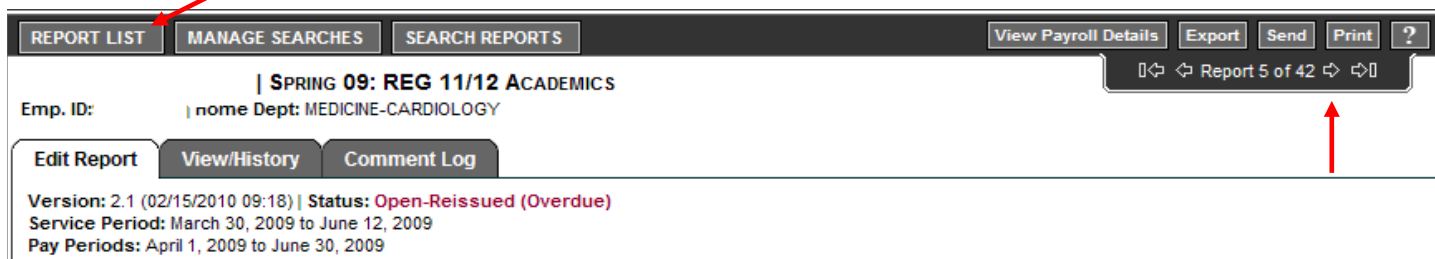 REPORT LIST MANAGE SEARCHES SEARCH REPORTS View Payroll Details Export Send Print ?
Report 5 of 42
| SPRING 09: REG 11/12 ACADEMICS
Emp. ID: | Home Dept: MEDICINE-CARDIOLOGY
Edit Report View/History Comment Log
Version: 2.1 (02/15/2010 09:18) | Status: Open-Reissued (Overdue)
Service Period: March 30, 2009 to June 12, 2009
Pay Periods: April 1, 2009 to June 30, 2009